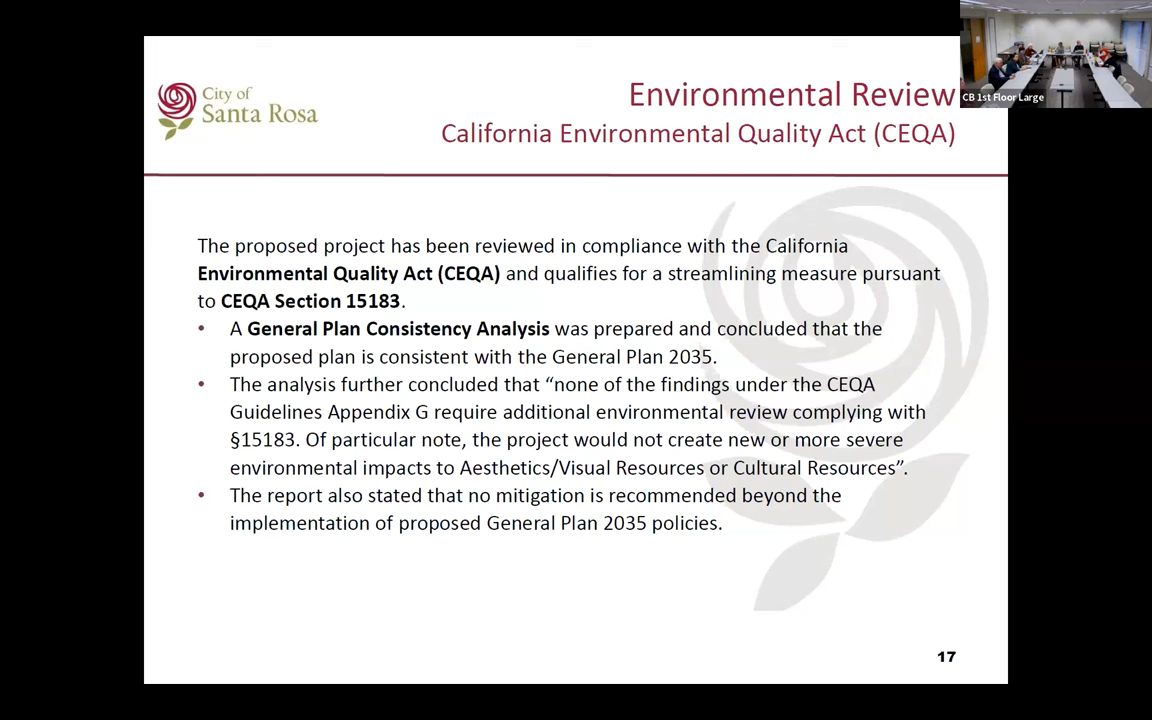 City of
Santa Rosa
Environmental Review
California Environmental Quality Act (CEQA)
CB 1st Floor Large
The proposed project has been reviewed in compliance with the California
Environmental Quality Act (CEQA) and qualifies for a streamlining measure pursuant
to CEQA Section 15183.
• A General Plan Consistency Analysis was prepared and concluded that the
proposed plan is consistent with the General Plan 2035.
• The analysis further concluded that “none of the findings under the CEQA
Guidelines Appendix G require additional environmental review complying with
§15183. Of particular note, the project would not create new or more severe
environmental impacts to Aesthetics/Visual Resources or Cultural Resources”.
• The report also stated that no mitigation is recommended beyond the
implementation of proposed General Plan 2035 policies.
17